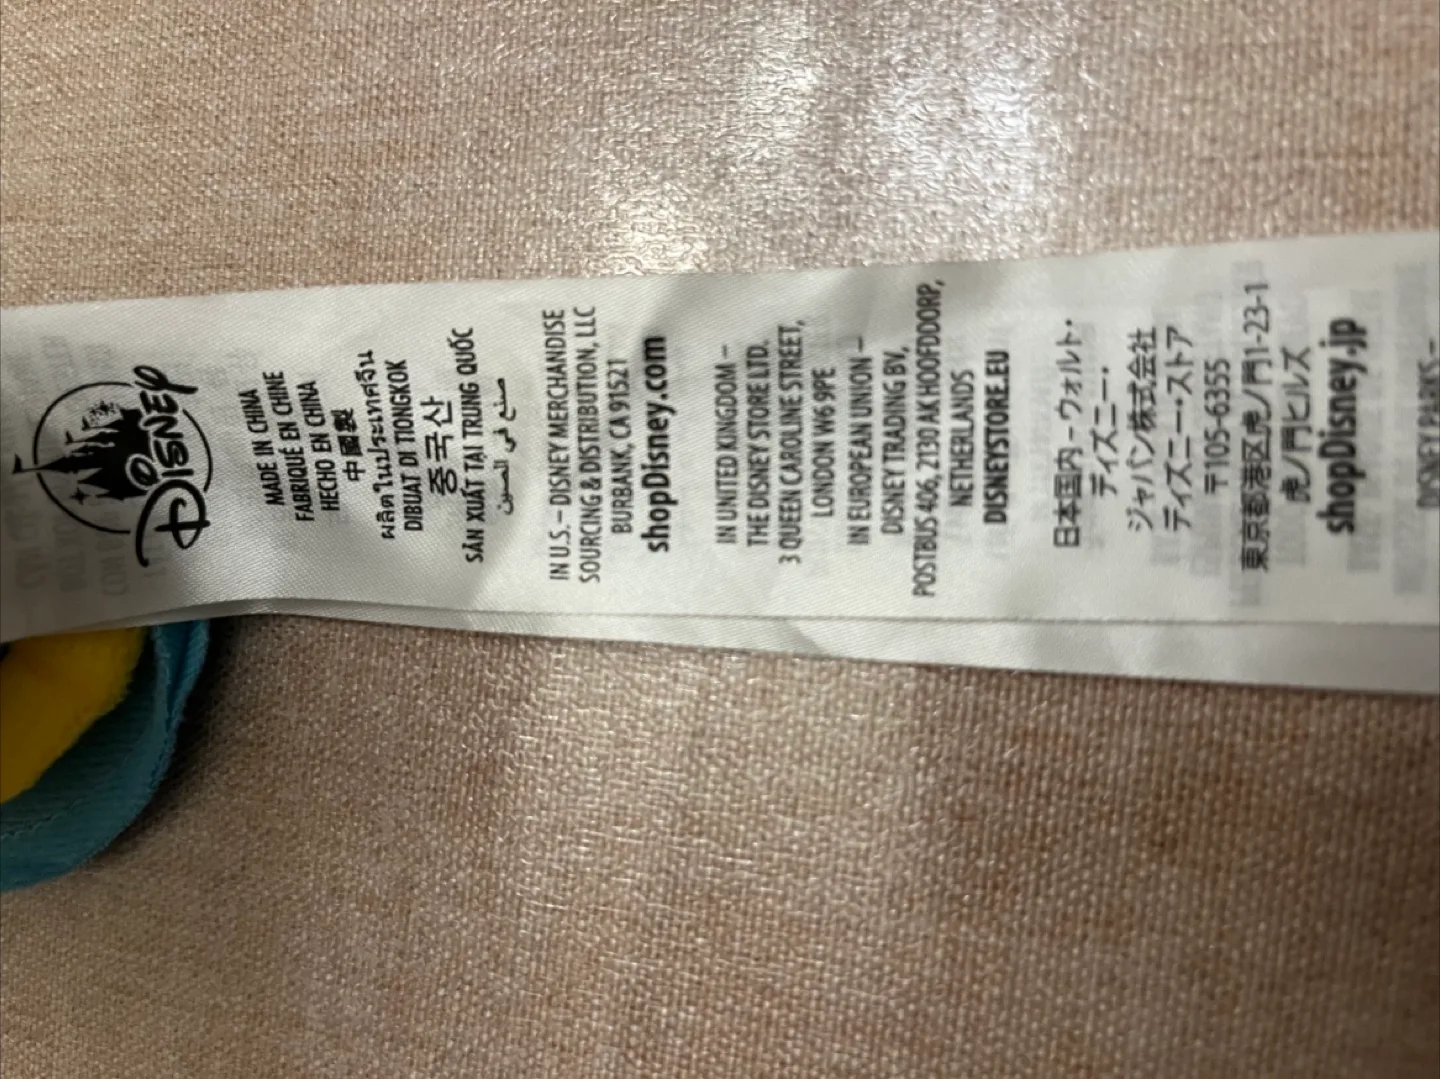 Disney
MADE IN CHINA
FABRIQUÉ EN CHINE
HECHO EN CHINA
中國製
ผลิตในประเทศจีน
DIBUAT DI TIONGKOK
중국산
SẢN XUẤT TẠI TRUNG QUỐC
صنع في الصين
IN U.S. – DISNEY MERCHANDISE
SOURCING & DISTRIBUTION, LLC
BURBANK, CA 91521
shopDisney.com
IN UNITED KINGDOM –
THE DISNEY STORE LTD.
3 QUEEN CAROLINE STREET,
LONDON W6 9PE
IN EUROPEAN UNION –
DISNEY TRADING BV,
POSTBUS 406, 2130 AK HOOFDDORP,
NETHERLANDS
DISNEYSTORE.EU
日本国内 – ウォルト・
ディズニー・
ジャパン株式会社
ディズニー・ストア
〒105-6355
東京都港区虎ノ門1-23-1
虎ノ門ヒルズ
shopDisney.jp
DISNEY PARKS –